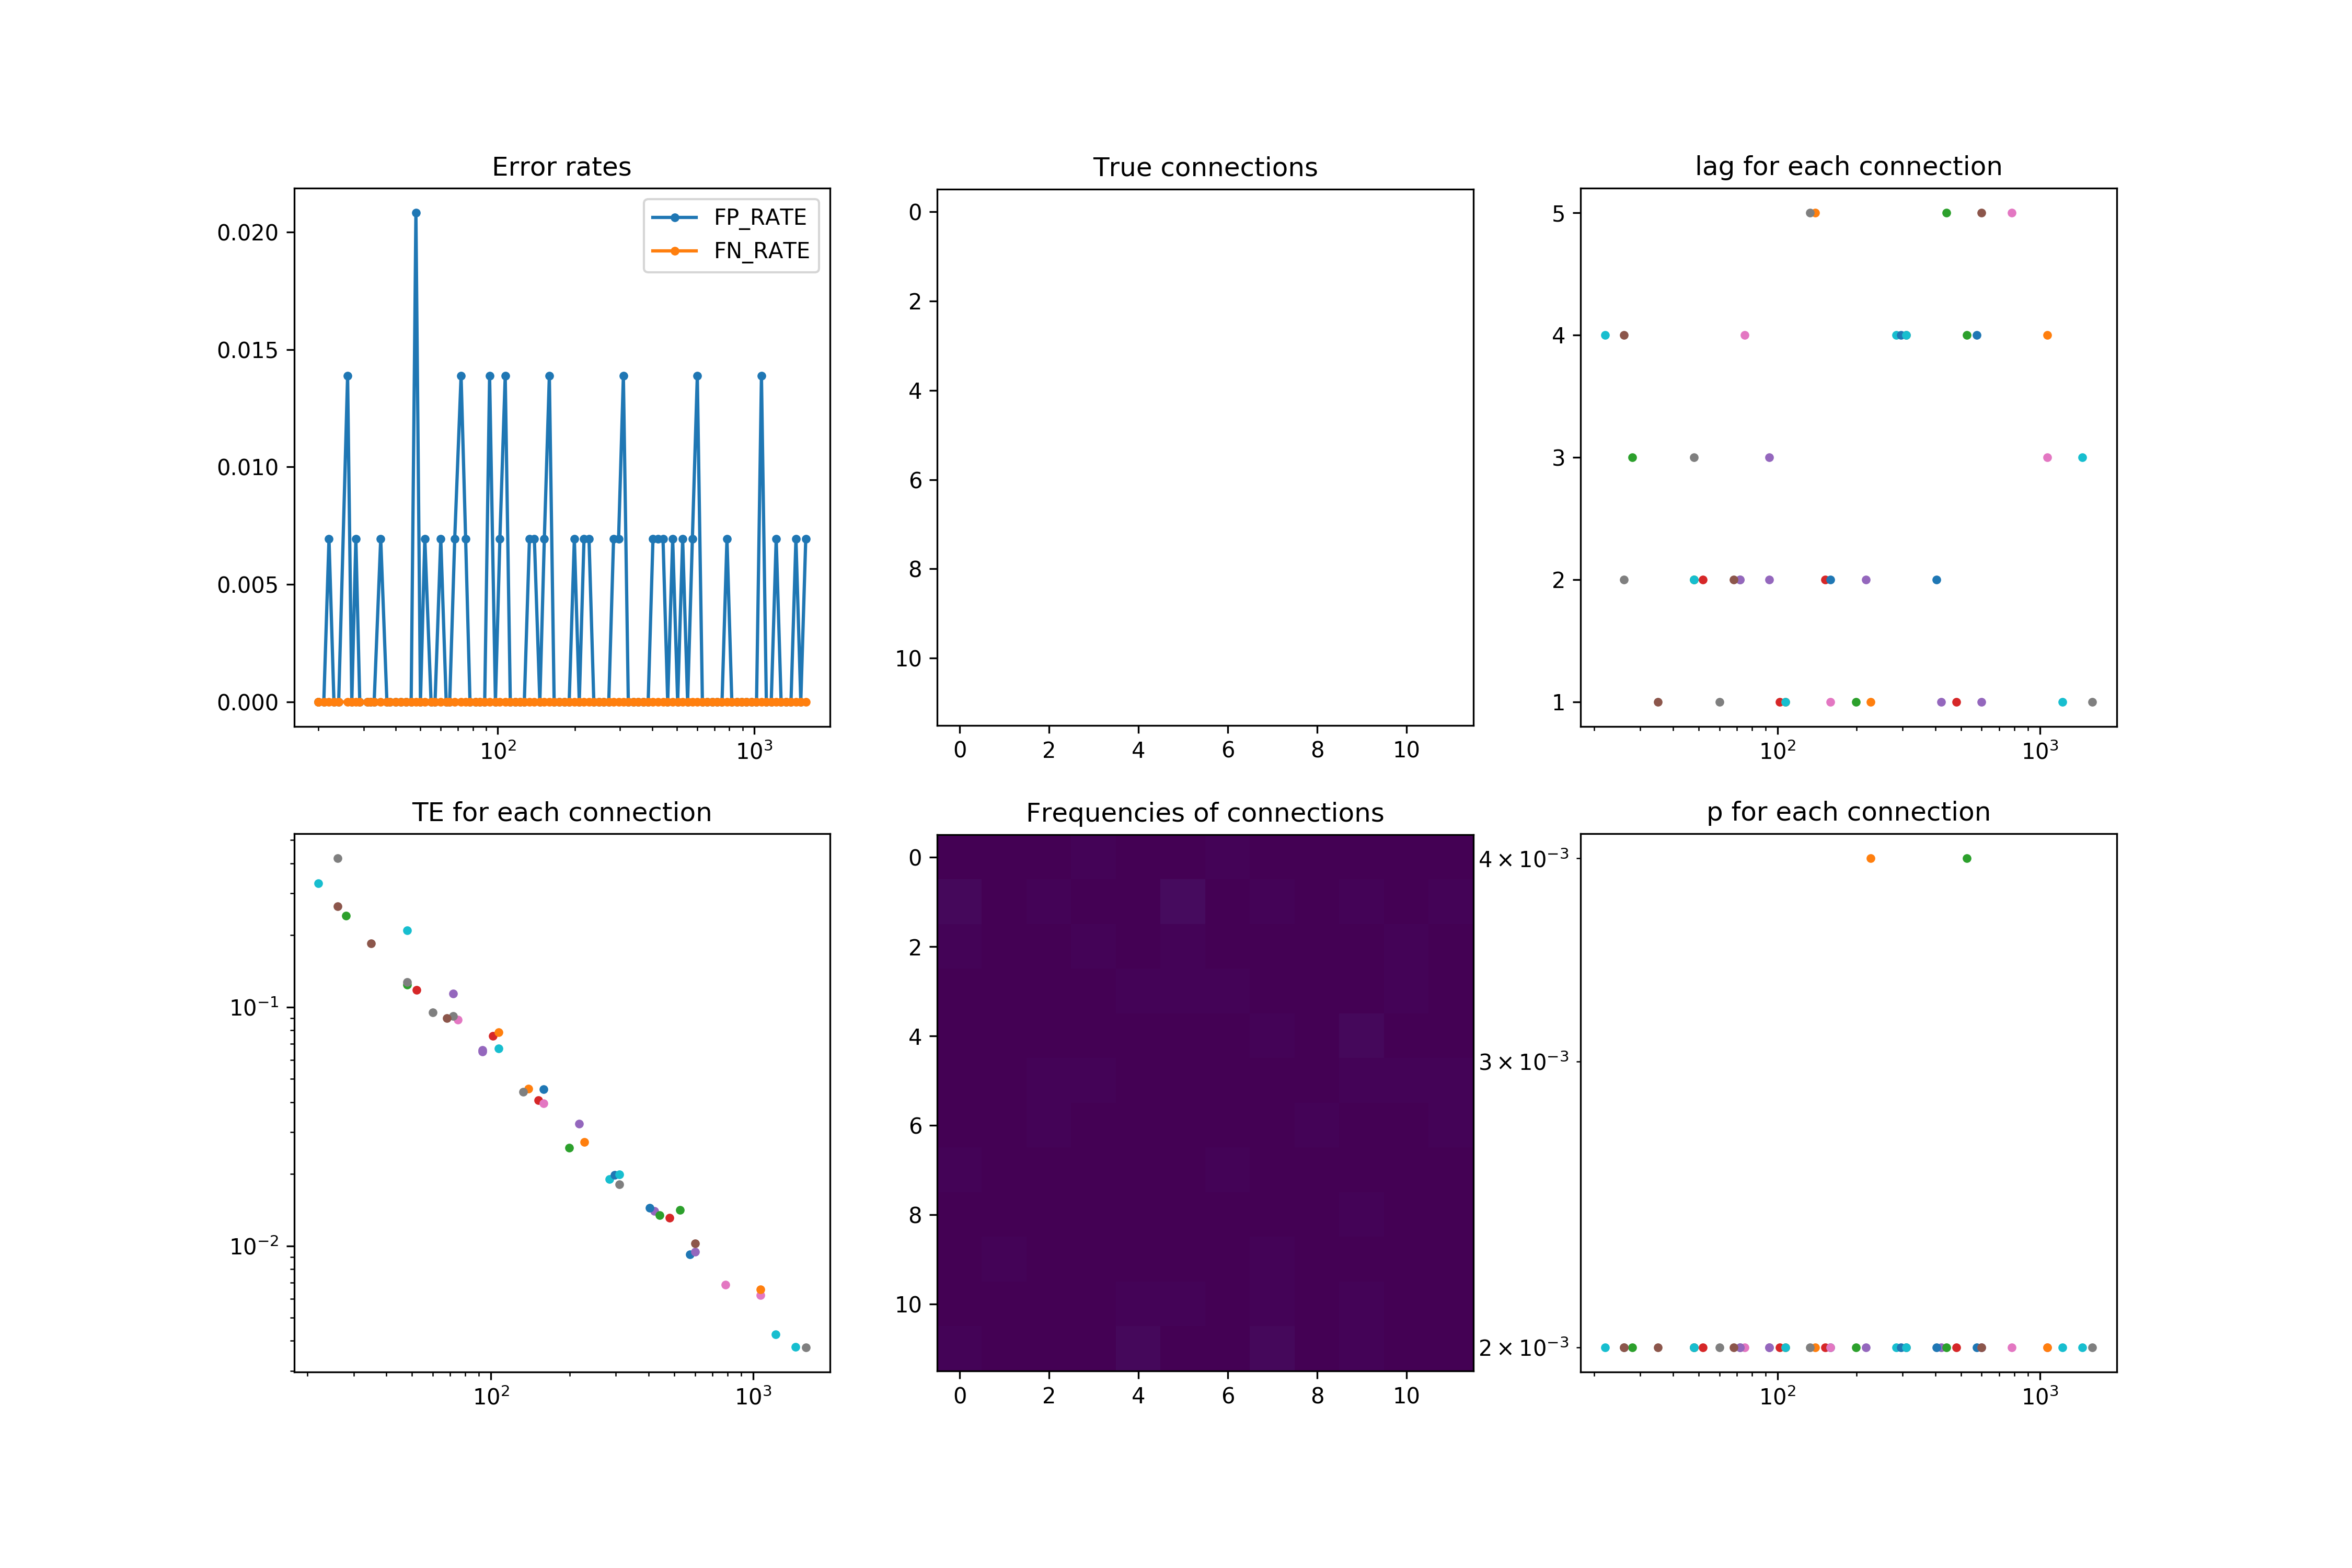 Error rates
0.020
0.015
0.010
0.005
0.000
10²
10³
FP_RATE
FN_RATE
True connections
0
2
4
6
8
10
0 2 4 6 8 10
lag for each connection
5
4
3
2
1
10²
10³
TE for each connection
10⁻¹
10⁻²
10²
10³
Frequencies of connections
0
2
4
6
8
10
0 2 4 6 8 10
p for each connection
4 × 10⁻³
3 × 10⁻³
2 × 10⁻³
10²
10³